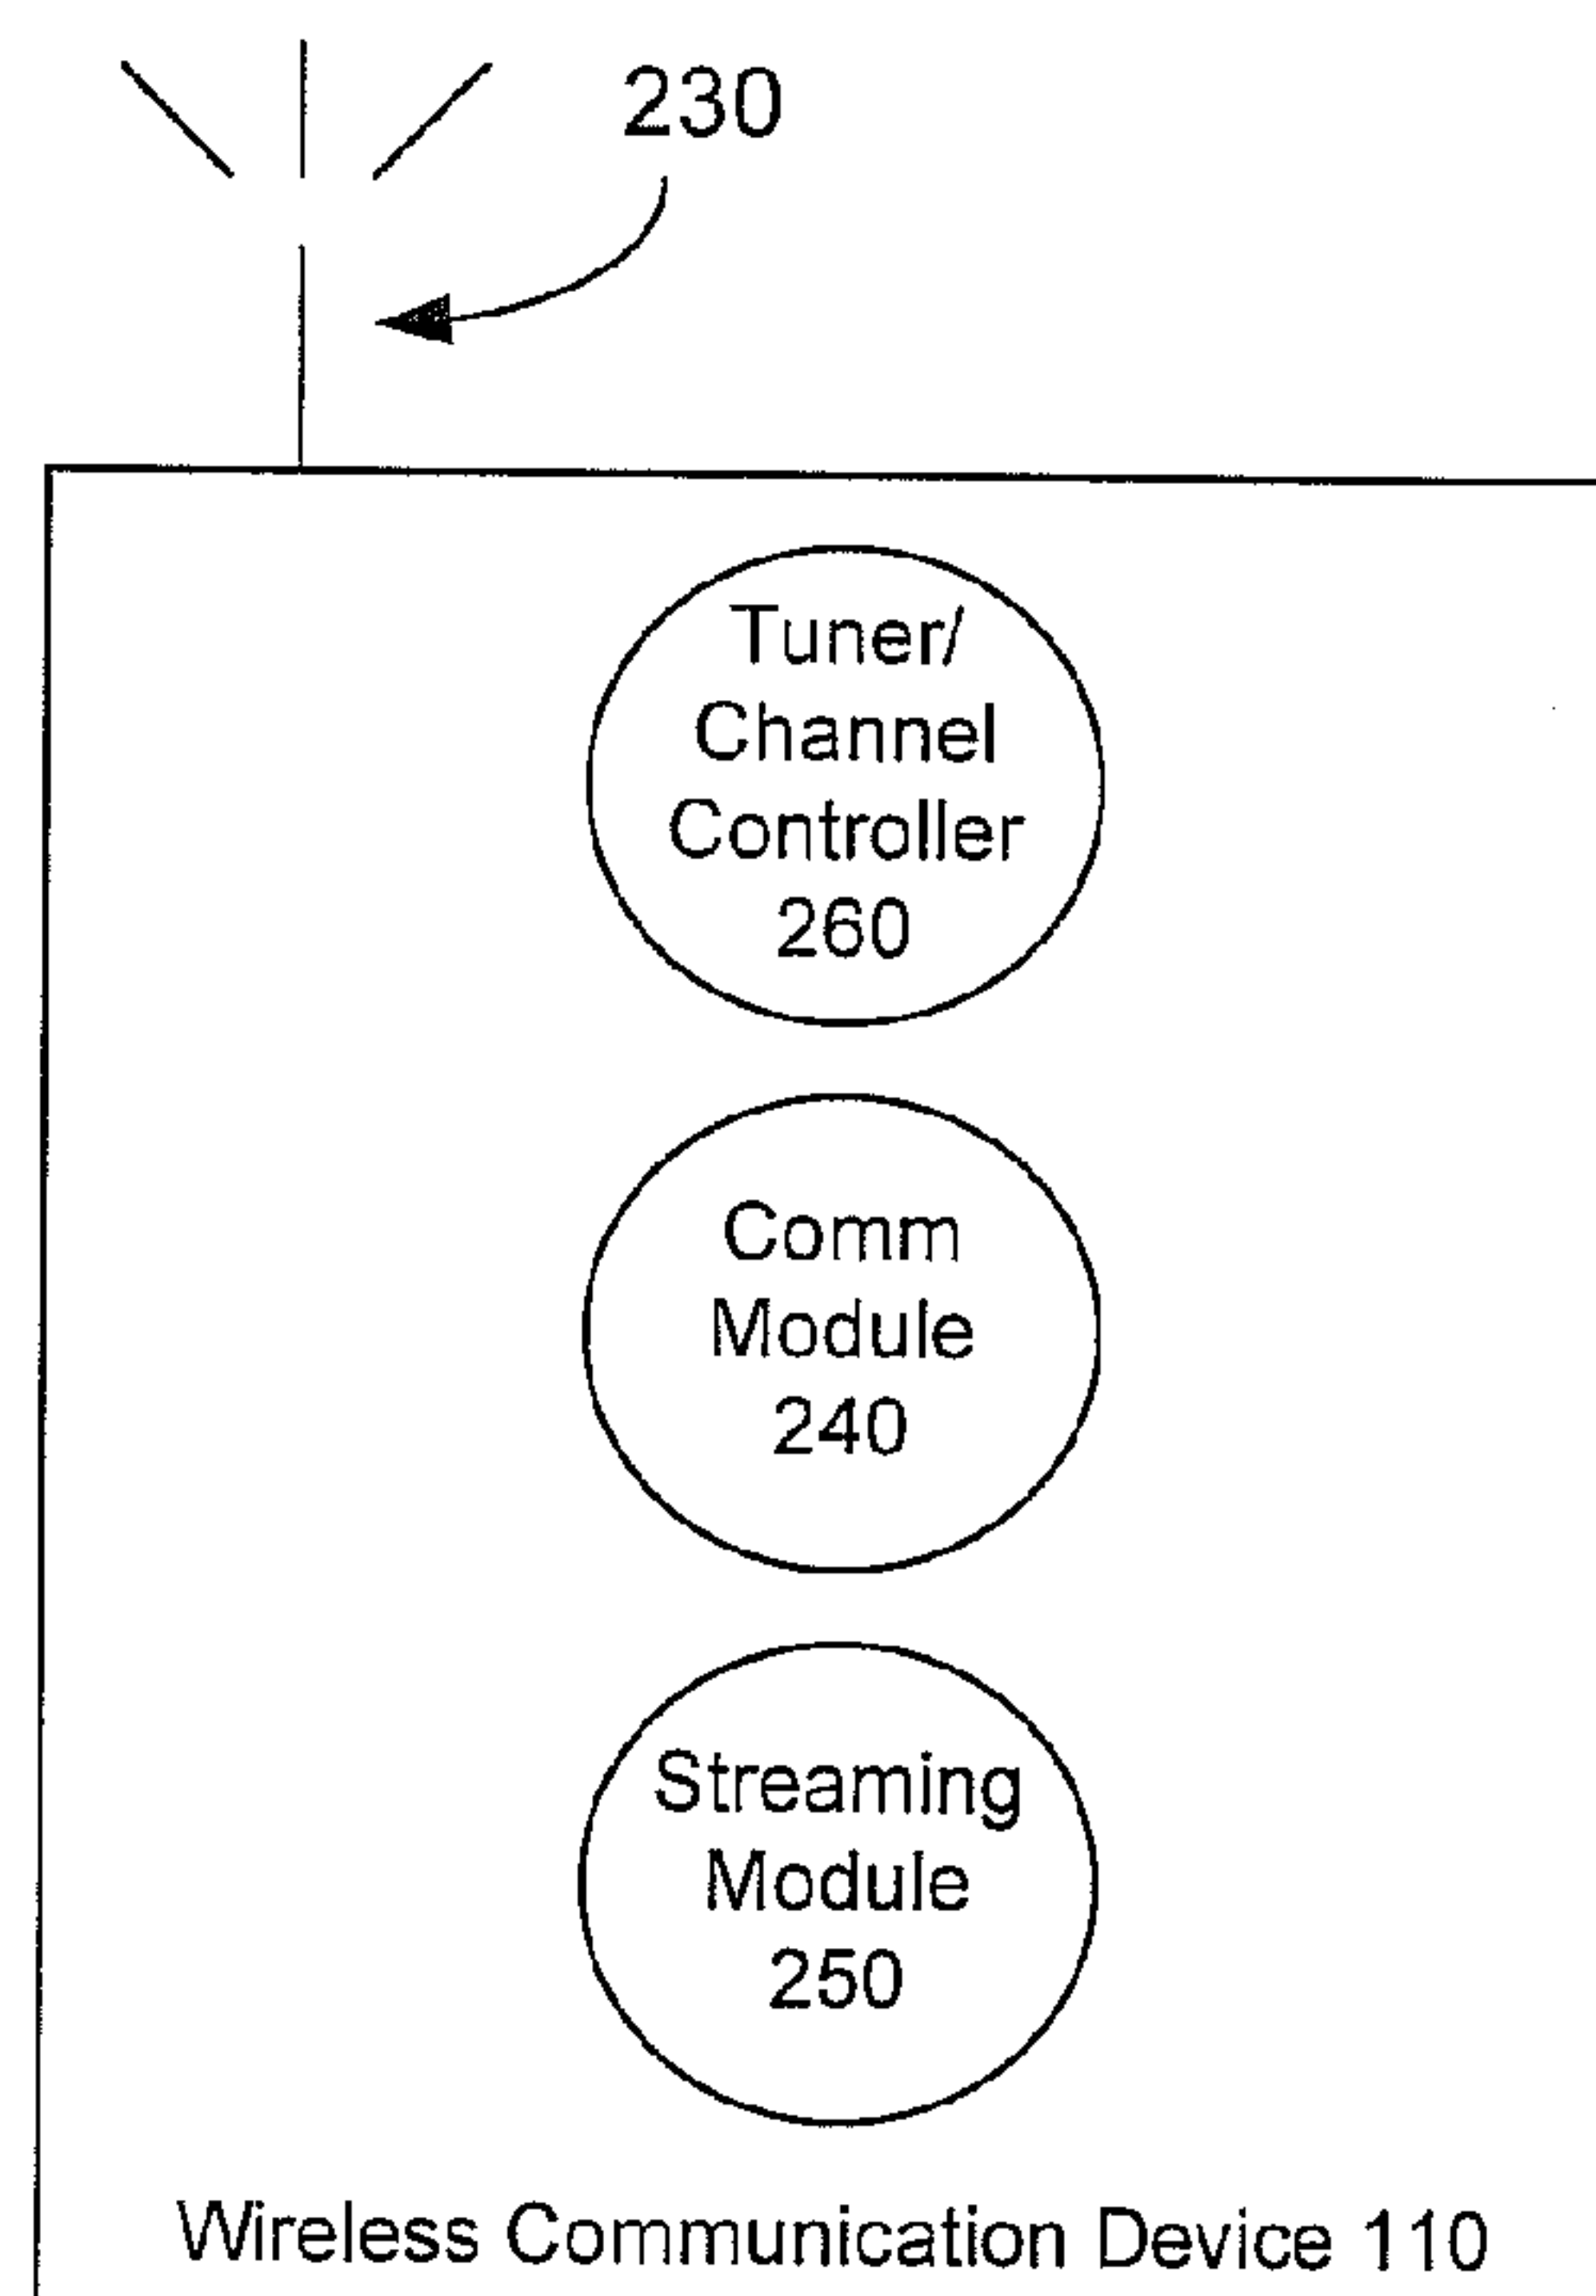 230
Tuner/
Channel
Controller
260
Comm
Module
240
Streaming
Module
250
Wireless Communication Device 110